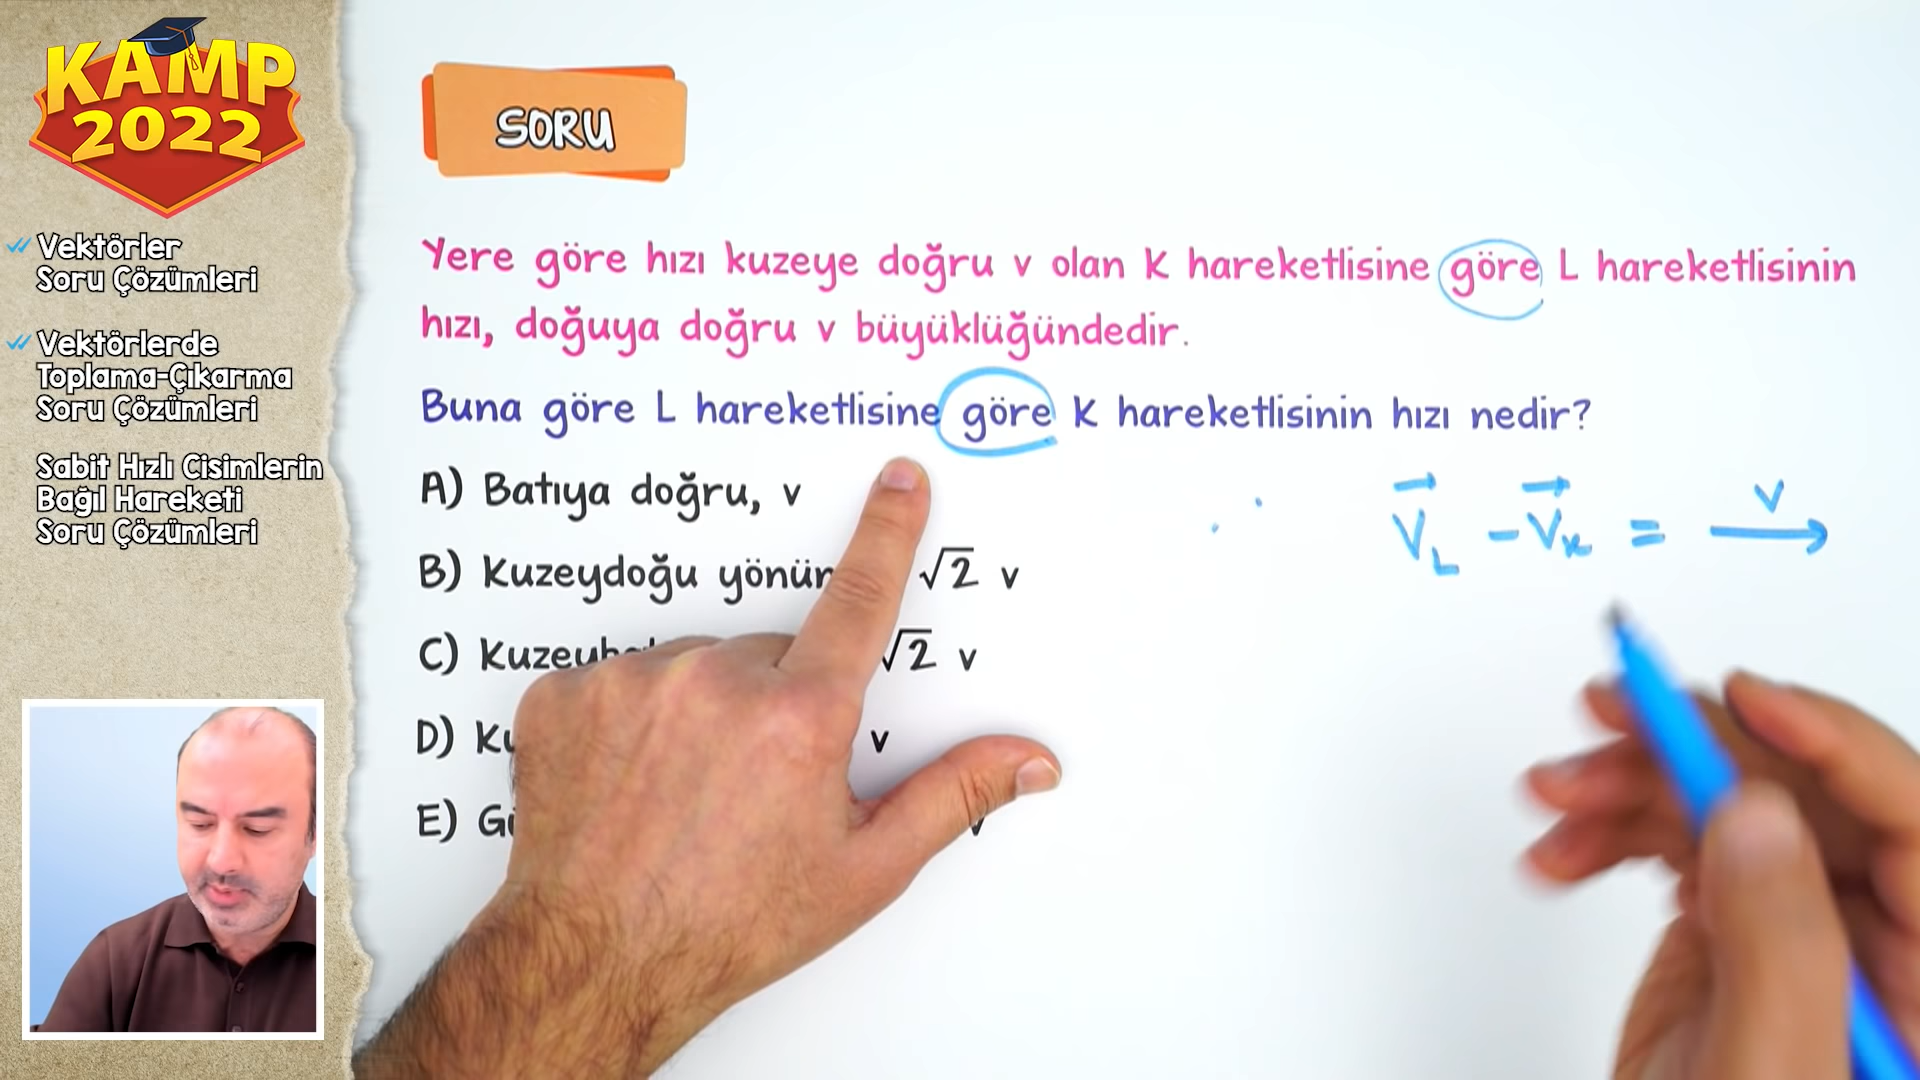 KAMP
2022
Vektörler
Soru Çözümleri
Vektörlerde
Toplama-Çıkarma
Soru Çözümleri
Sabit Hızlı Cisimlerin
Bağıl Hareketi
Soru Çözümleri
SORU
Yere göre hızı kuzeye doğru v olan K hareketlisine göre L hareketlisinin
hızı, doğuya doğru v büyüklüğündedir.
Buna göre L hareketlisine göre K hareketlisinin hızı nedir?
A) Batıya doğru, v
B) Kuzeydoğu √2 v
C) √2 v
D) v
E) v
V_L - V_K = v